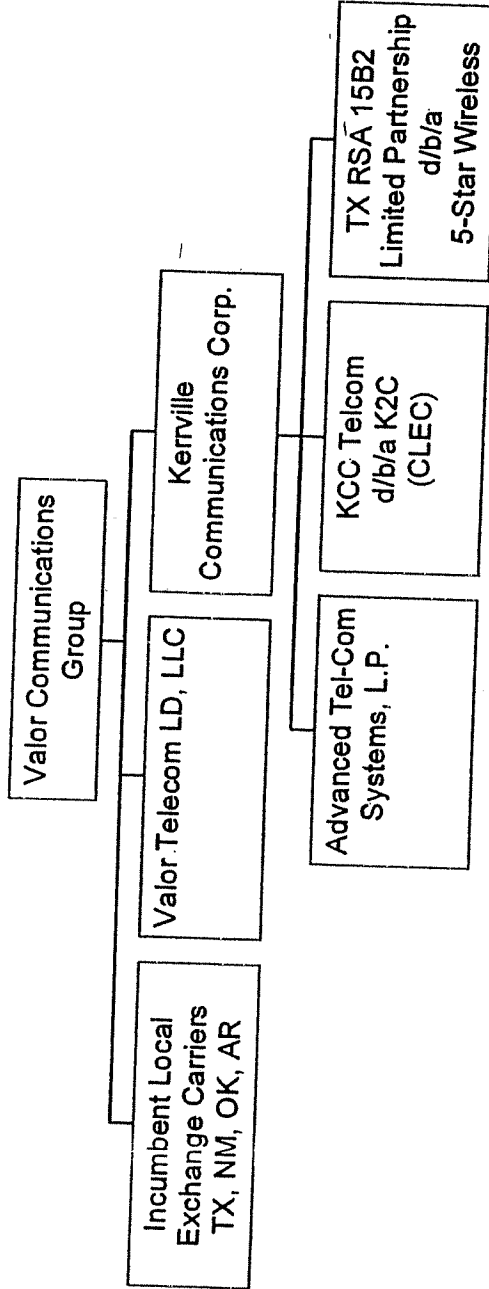 Valor Communications
Group
Incumbent Local
Exchange Carriers
TX, NM, OK, AR
Valor Telecom LD, LLC
Kerrville
Communications Corp.
Advanced Tel-Com
Systems, L.P.
KCC Telcom
d/b/a K2C
(CLEC)
TX RSA 15B2
Limited Partnership
d/b/a
5-Star Wireless